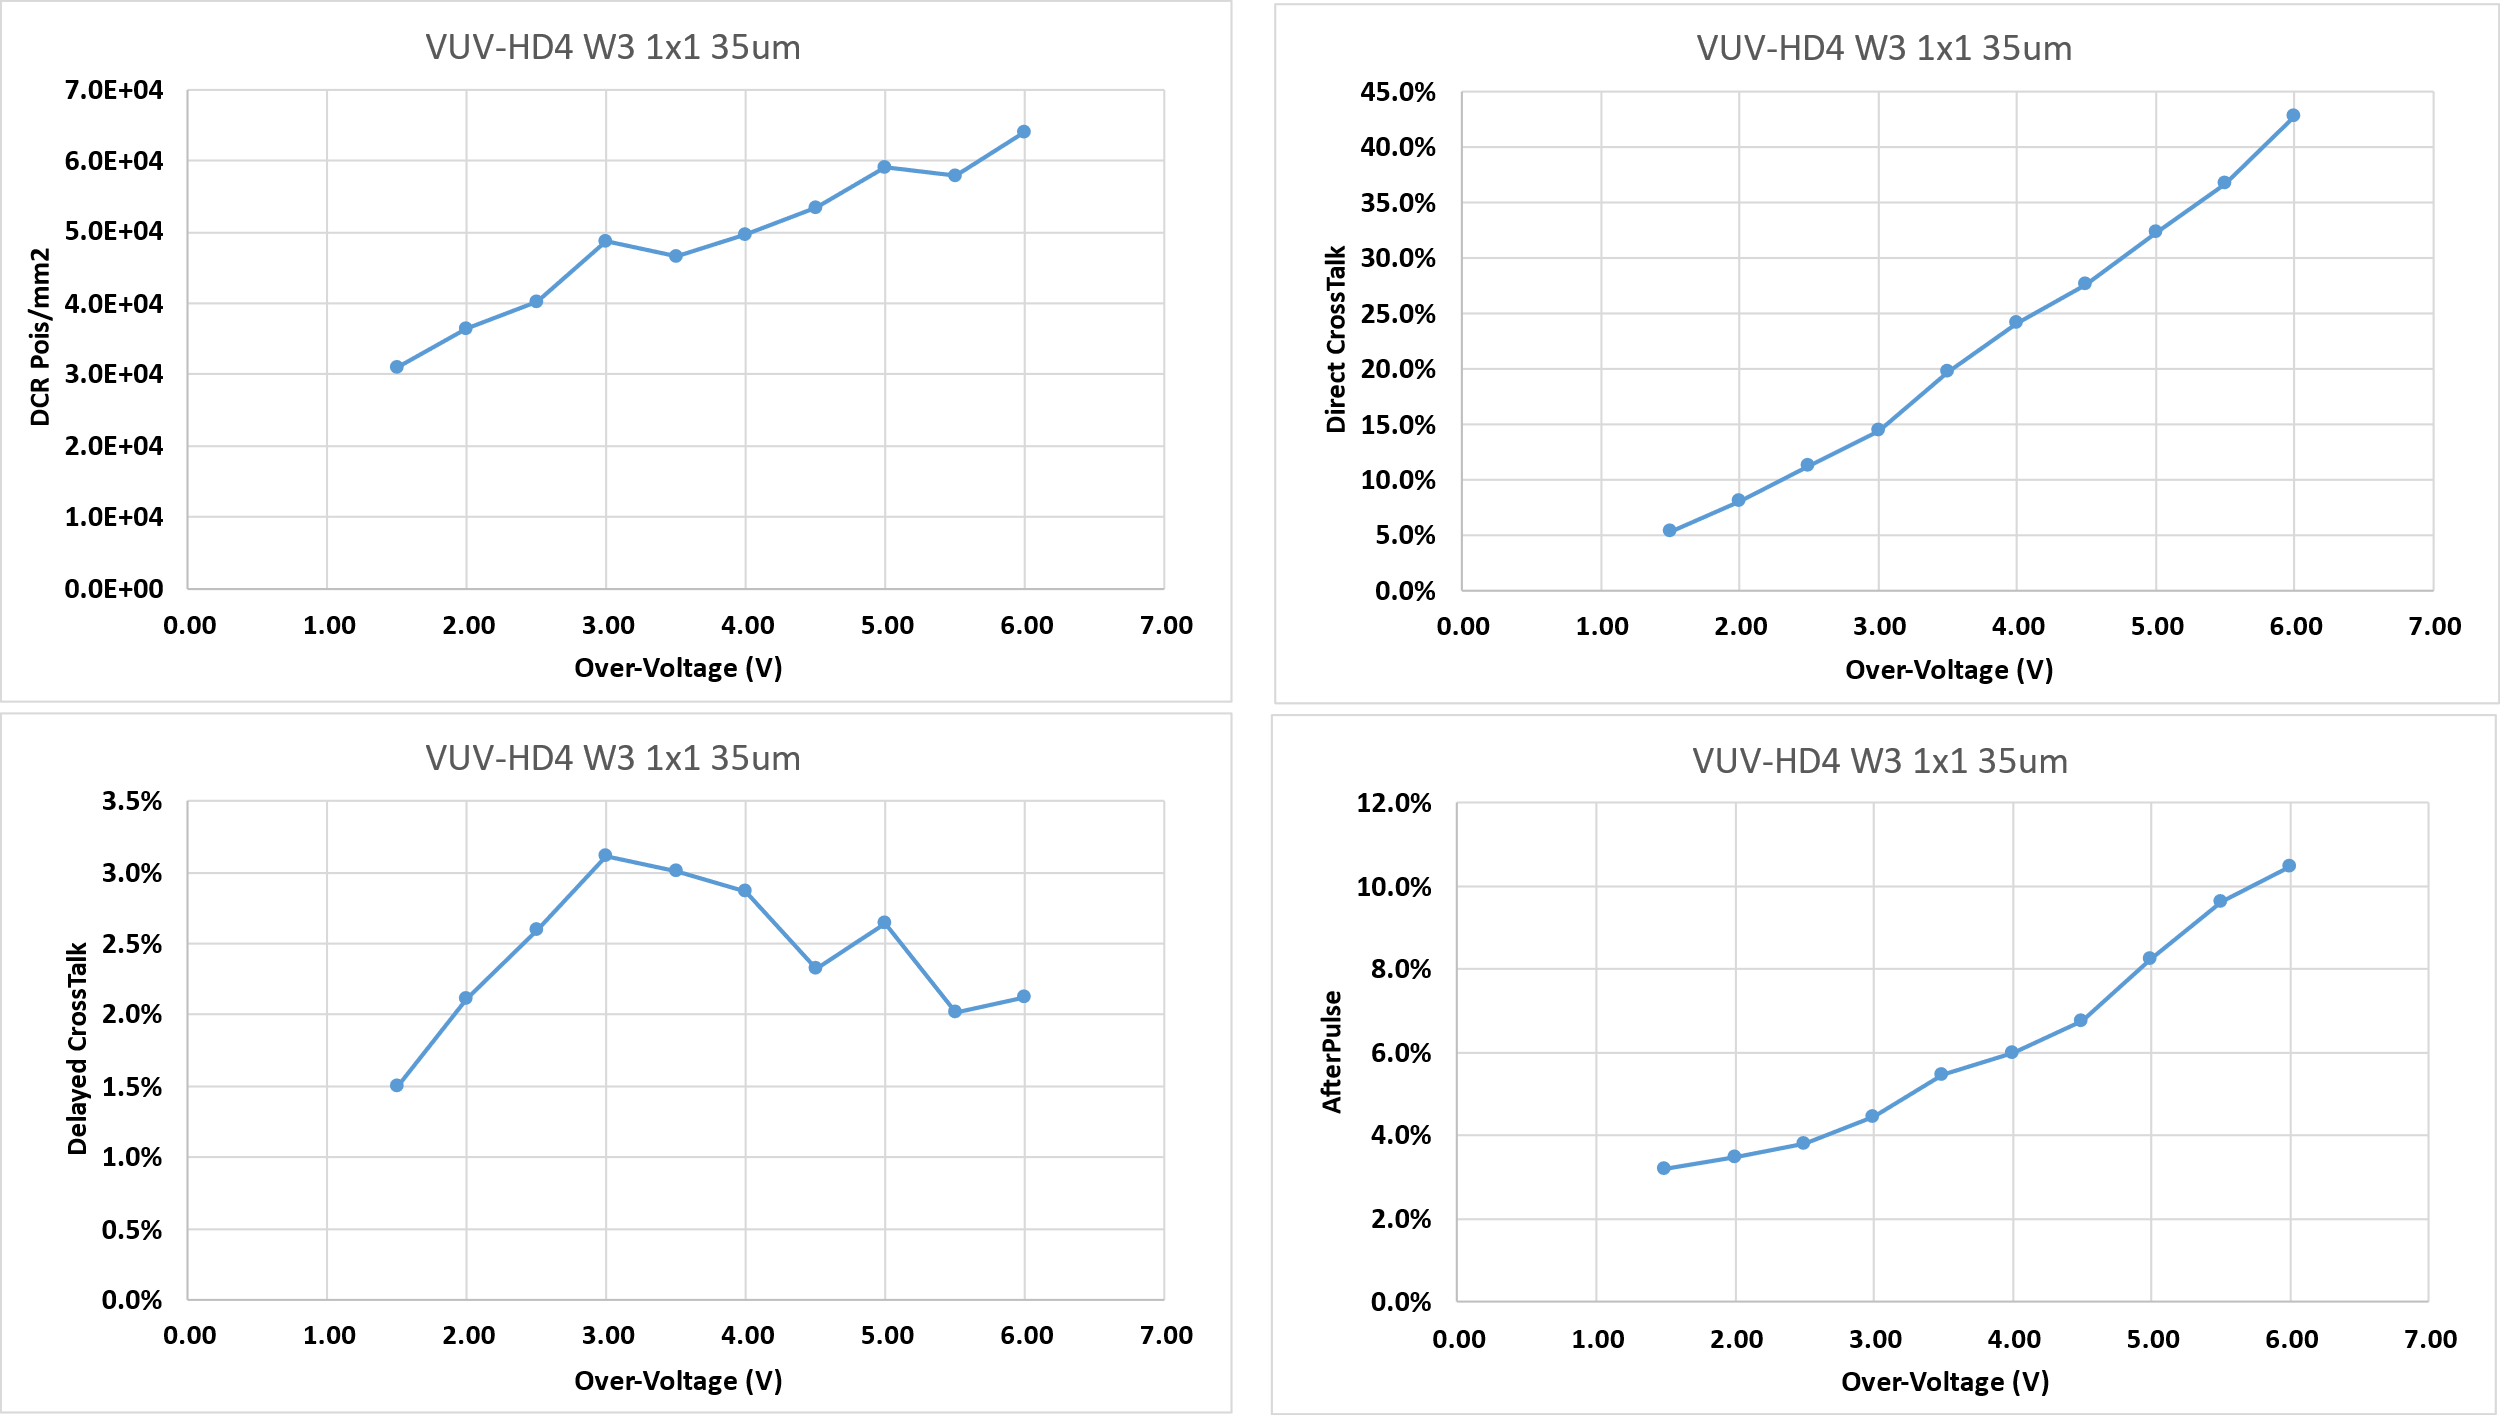 VUV-HD4 W3 1x1 35um
7.0E+04
6.0E+04
5.0E+04
4.0E+04
3.0E+04
2.0E+04
1.0E+04
0.0E+00
DCR Pois/mm2
0.00 1.00 2.00 3.00 4.00 5.00 6.00 7.00
Over-Voltage (V)
VUV-HD4 W3 1x1 35um
45.0%
40.0%
35.0%
30.0%
25.0%
20.0%
15.0%
10.0%
5.0%
0.0%
Direct CrossTalk
0.00 1.00 2.00 3.00 4.00 5.00 6.00 7.00
Over-Voltage (V)
VUV-HD4 W3 1x1 35um
3.5%
3.0%
2.5%
2.0%
1.5%
1.0%
0.5%
0.0%
Delayed CrossTalk
0.00 1.00 2.00 3.00 4.00 5.00 6.00 7.00
Over-Voltage (V)
VUV-HD4 W3 1x1 35um
12.0%
10.0%
8.0%
6.0%
4.0%
2.0%
0.0%
AfterPulse
0.00 1.00 2.00 3.00 4.00 5.00 6.00 7.00
Over-Voltage (V)